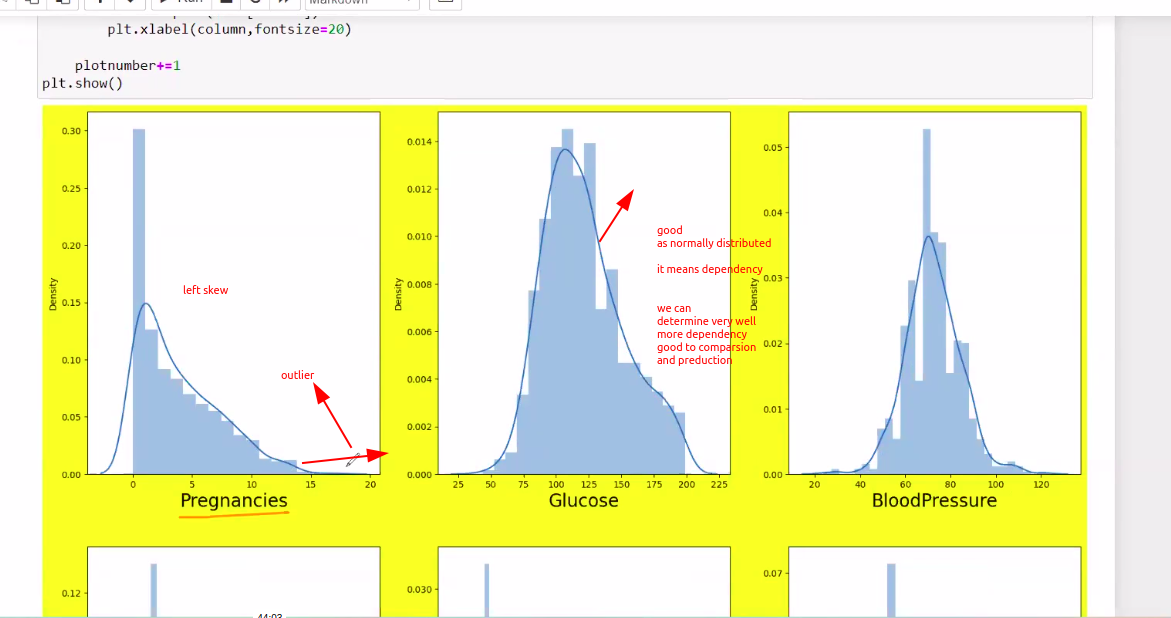 Run
Markdown
plt.xlabel(column,fontsize=20)
plotnumber+=1
plt.show()
0.30
0.25
0.20
0.15
0.10
0.05
0.00
Density
left skew
outlier
0 5 10 15 20
Pregnancies
0.014
0.012
0.010
0.008
0.006
0.004
0.002
0.000
Density
good
as normally distributed
it means dependency
we can
determine very well
more dependency
good to comparsion
and preduction
25 50 75 100 125 150 175 200 225
Glucose
0.05
0.04
0.03
0.02
0.01
0.00
Density
20 40 60 80 100 120
BloodPressure
0.12
0.030
0.07
44:03